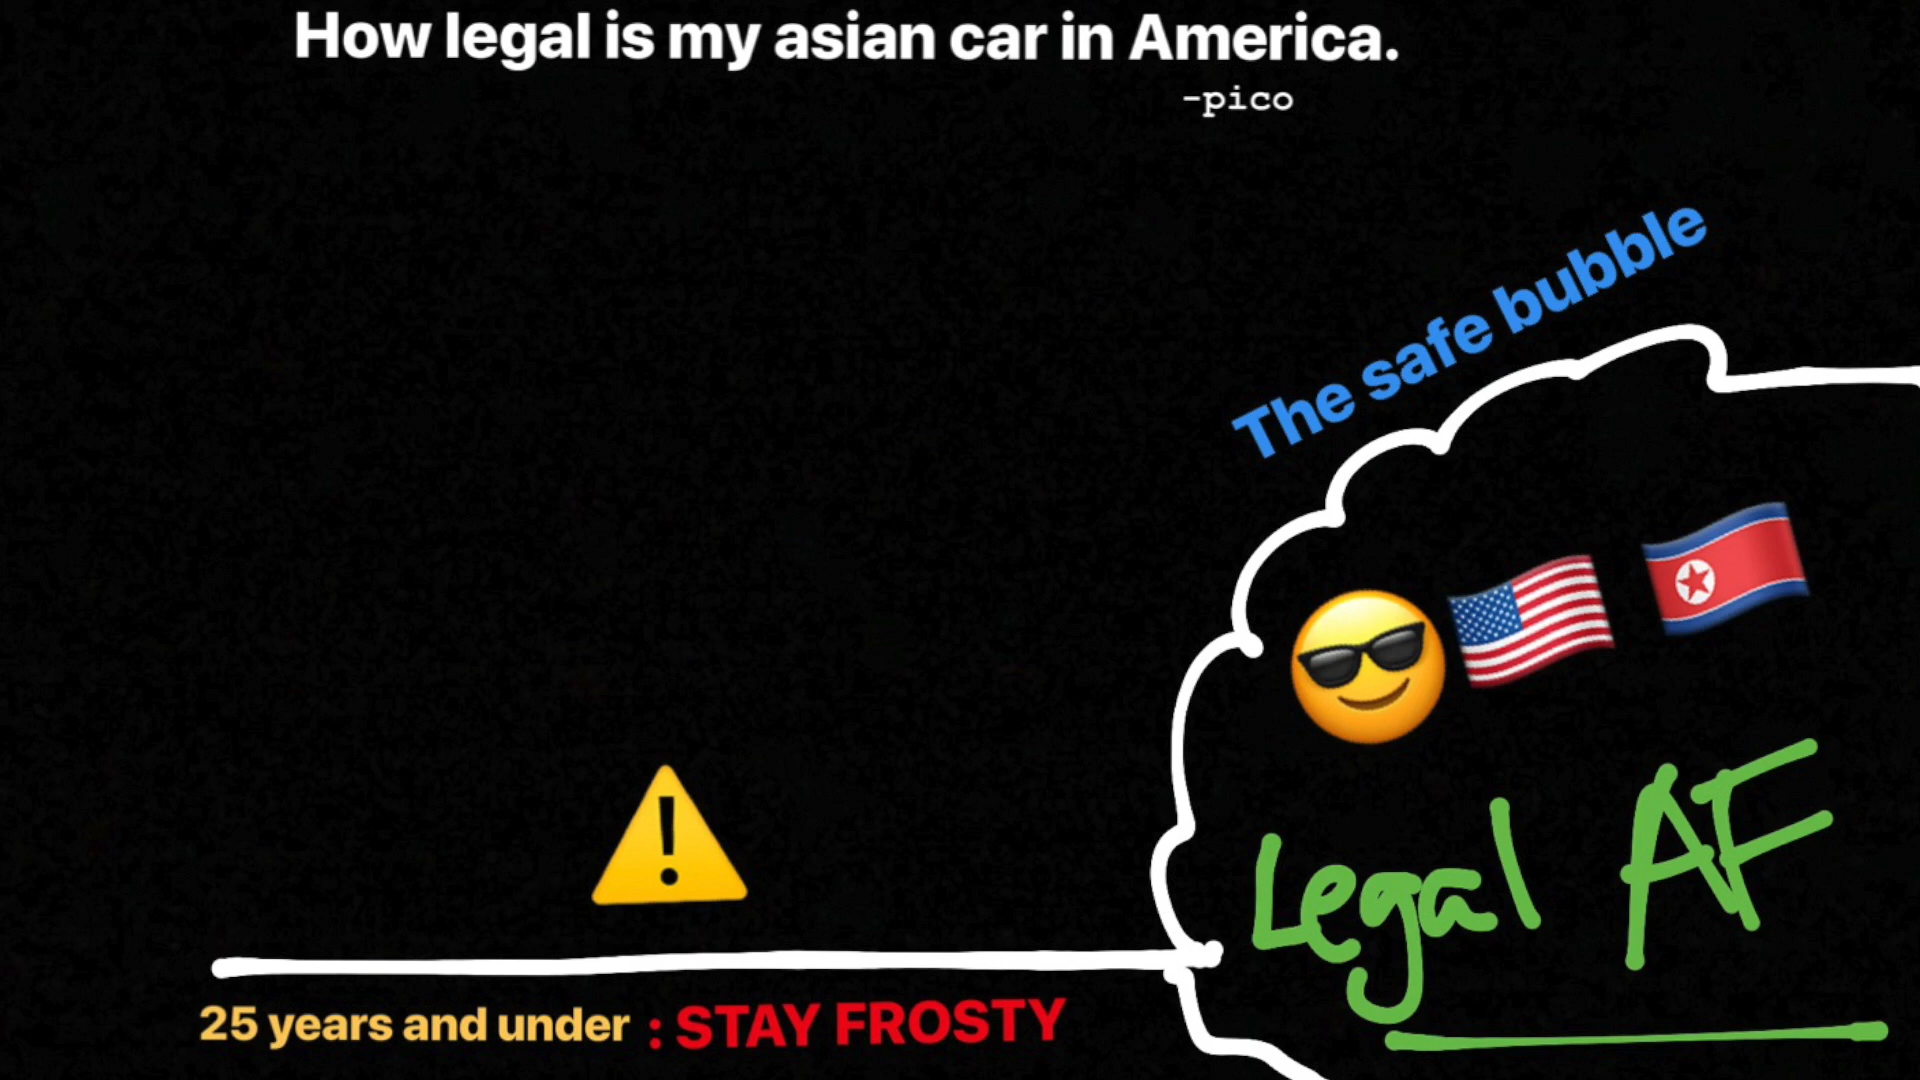 How legal is my asian car in America.
-pico
The safe bubble
Legal AF
25 years and under : STAY FROSTY